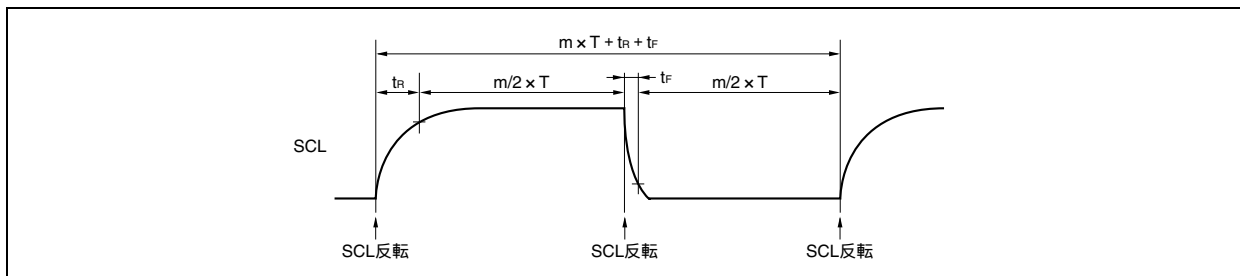 m × T + tR + tF
tR
m/2 × T
tF
m/2 × T
SCL
SCL反転
SCL反転
SCL反転